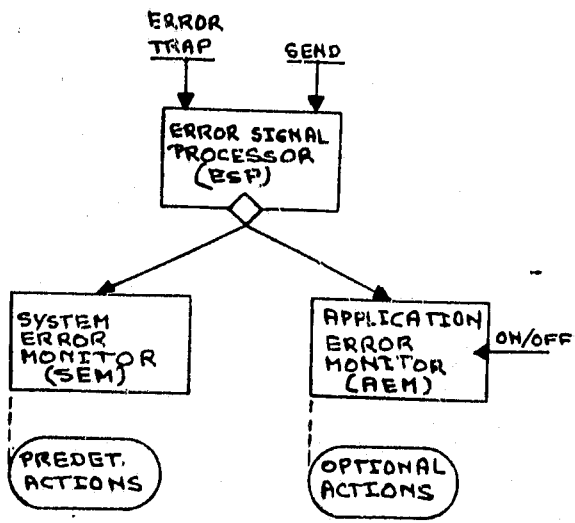 ERROR
TRAP
SEND
ERROR SIGNAL
PROCESSOR
(ESP)
SYSTEM
ERROR
MONITOR
(SEM)
APPLICATION
ERROR
MONITOR
(AEM)
ON/OFF
PREDET.
ACTIONS
OPTIONAL
ACTIONS